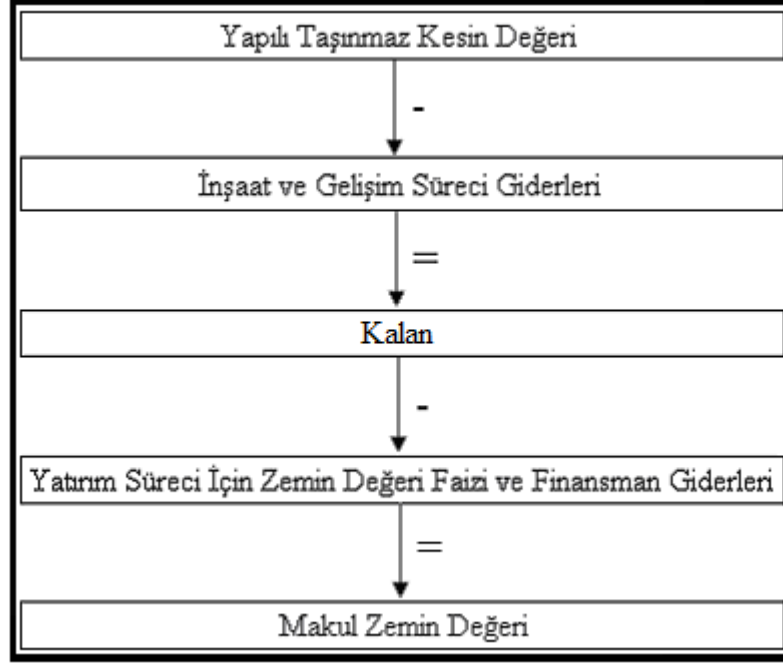 Yapılı Taşınmaz Kesin Değeri
-
İnşaat ve Gelişim Süreci Giderleri
=
Kalan
-
Yatırım Süreci İçin Zemin Değeri Faizi ve Finansman Giderleri
=
Makul Zemin Değeri